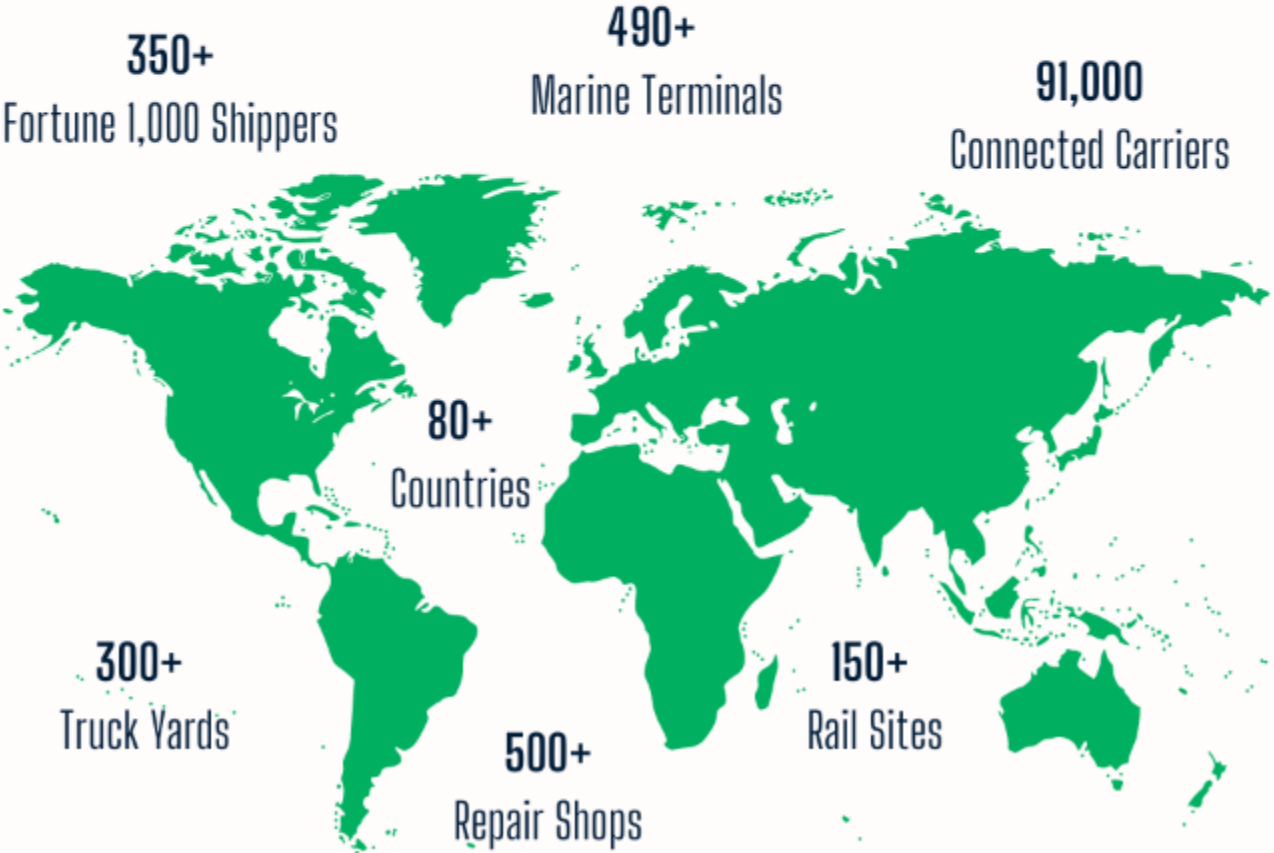 350+
Fortune 1,000 Shippers
490+
Marine Terminals
91,000
Connected Carriers
80+
Countries
300+
Truck Yards
150+
Rail Sites
500+
Repair Shops